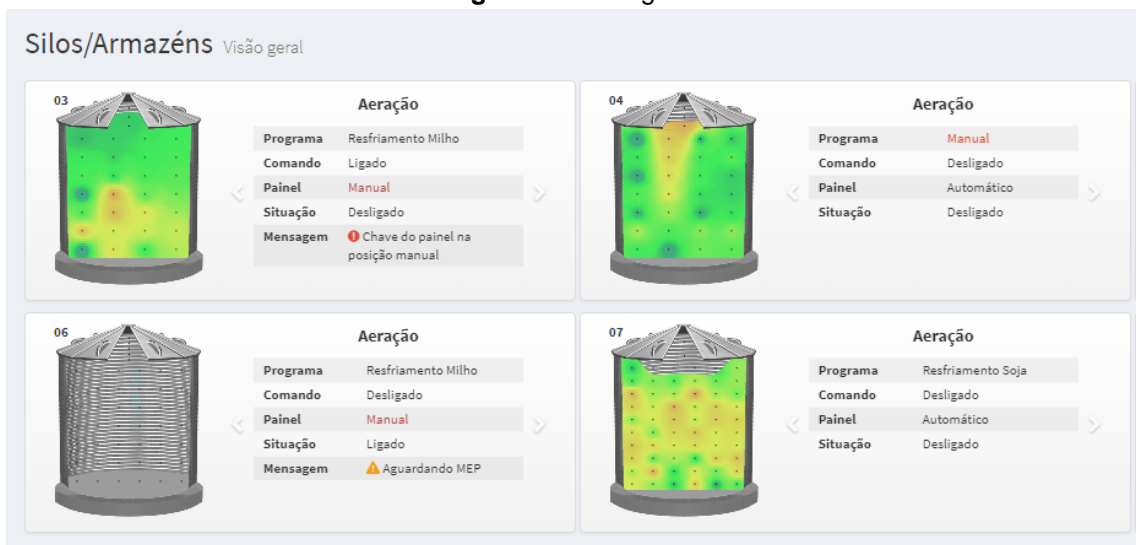 Silos/Armazéns Visão geral
03
Aeração
Programa Resfriamento Milho
Comando Ligado
Painel Manual
Situação Desligado
Mensagem Chave do painel na
posição manual
04
Aeração
Programa Manual
Comando Desligado
Painel Automático
Situação Desligado
06
Aeração
Programa Resfriamento Milho
Comando Desligado
Painel Manual
Situação Ligado
Mensagem Aguardando MEP
07
Aeração
Programa Resfriamento Soja
Comando Desligado
Painel Automático
Situação Desligado